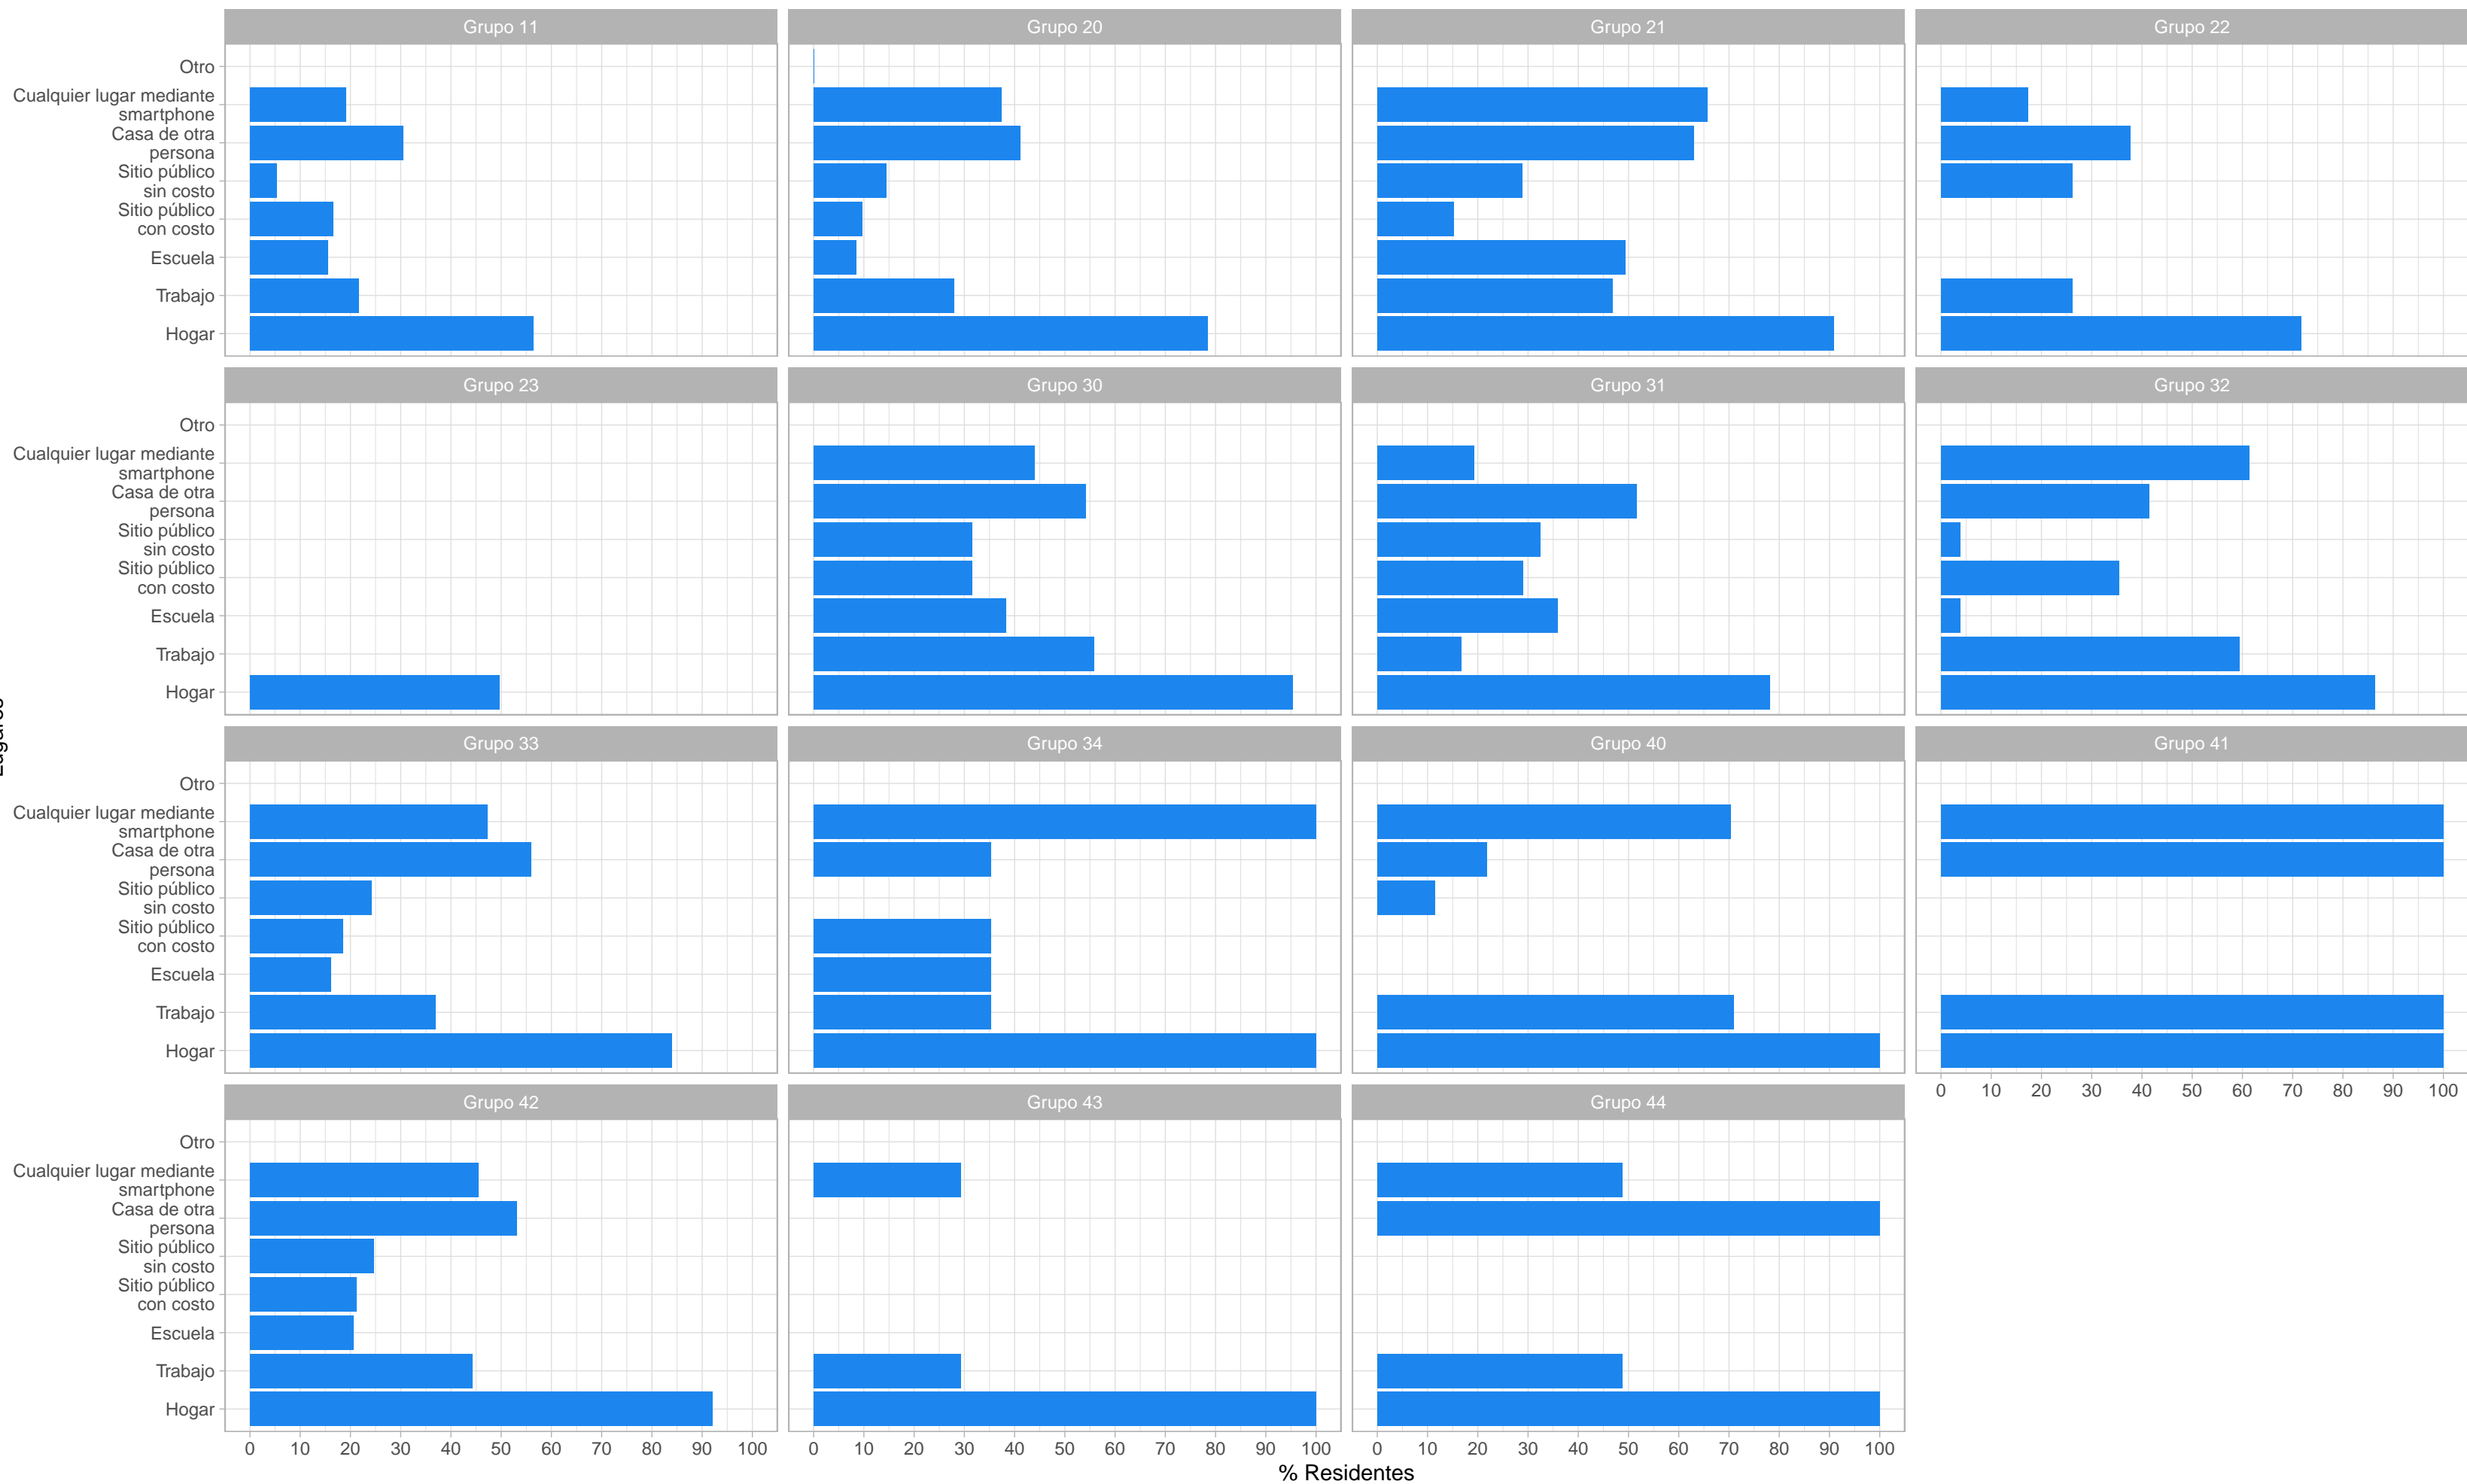 Grupo 11 Grupo 20 Grupo 21 Grupo 22
Otro
Cualquier lugar mediante
smartphone
Casa de otra
persona
Sitio público
sin costo
Sitio público
con costo
Escuela
Trabajo
Hogar
Grupo 23 Grupo 30 Grupo 31 Grupo 32
Otro
Cualquier lugar mediante
smartphone
Casa de otra
persona
Sitio público
sin costo
Sitio público
con costo
Escuela
Trabajo
Hogar
Grupo 33 Grupo 34 Grupo 40 Grupo 41
Otro
Cualquier lugar mediante
smartphone
Casa de otra
persona
Sitio público
sin costo
Sitio público
con costo
Escuela
Trabajo
Hogar
0 10 20 30 40 50 60 70 80 90 100
Grupo 42 Grupo 43 Grupo 44
Otro
Cualquier lugar mediante
smartphone
Casa de otra
persona
Sitio público
sin costo
Sitio público
con costo
Escuela
Trabajo
Hogar
0 10 20 30 40 50 60 70 80 90 100 0 10 20 30 40 50 60 70 80 90 100 0 10 20 30 40 50 60 70 80 90 100
% Residentes